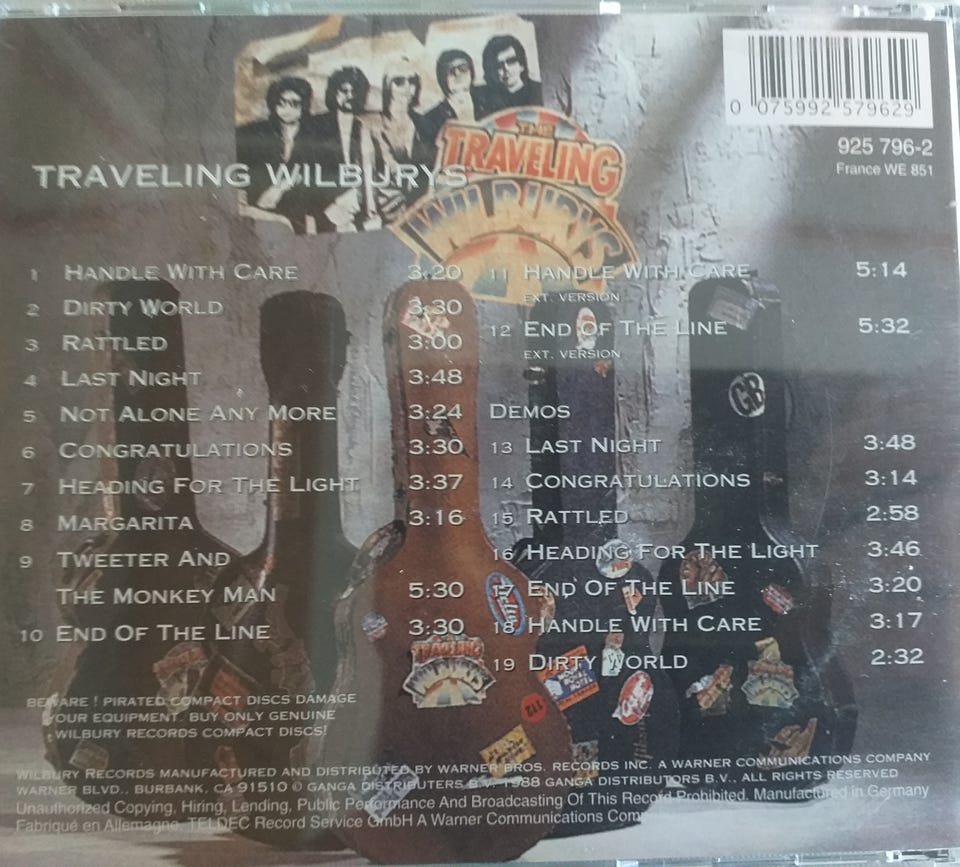 0 075992 579629
925 796-2
France WE 851
THE
TRAVELING
WILBURYS
TRAVELING WILBURYS
1 HANDLE WITH CARE 3:20
2 DIRTY WORLD 3:30
3 RATTLED 3:00
4 LAST NIGHT 3:48
5 NOT ALONE ANY MORE 3:24
6 CONGRATULATIONS 3:30
7 HEADING FOR THE LIGHT 3:37
8 MARGARITA 3:16
9 TWEETER AND
THE MONKEY MAN 5:30
10 END OF THE LINE 3:30
11 HANDLE WITH CARE 5:14
EXT. VERSION
12 END OF THE LINE 5:32
EXT. VERSION
DEMOS
13 LAST NIGHT 3:48
14 CONGRATULATIONS 3:14
15 RATTLED 2:58
16 HEADING FOR THE LIGHT 3:46
17 END OF THE LINE 3:20
18 HANDLE WITH CARE 3:17
19 DIRTY WORLD 2:32
GB
TRAVELING
WILBURYS
112
BEWARE ! PIRATED COMPACT DISCS DAMAGE
YOUR EQUIPMENT. BUY ONLY GENUINE
WILBURY RECORDS COMPACT DISCS!
WILBURY RECORDS MANUFACTURED AND DISTRIBUTED BY WARNER BROS. RECORDS INC. A WARNER COMMUNICATIONS COMPANY
WARNER BLVD., BURBANK, CA 91510 © GANGA DISTRIBUTERS B.V. 1988 GANGA DISTRIBUTORS B.V., ALL RIGHTS RESERVED
Unauthorized Copying, Hiring, Lending, Public Performance And Broadcasting Of This Record Prohibited. Manufactured in Germany
Fabriqué en Allemagne. TELDEC Record Service GmbH A Warner Communications Com